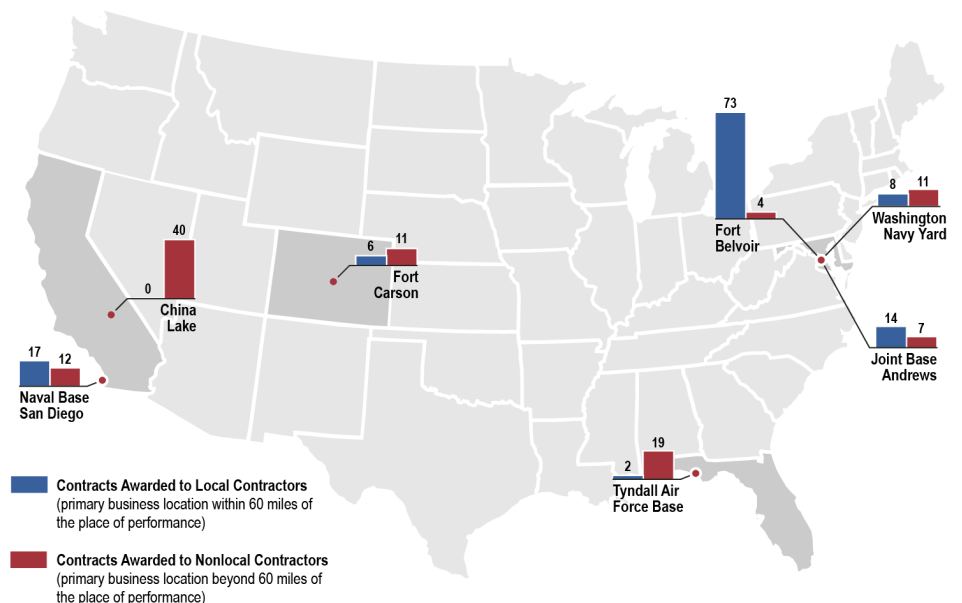 73
4
Fort
Belvoir
8
11
Washington
Navy Yard
40
0
China
Lake
6
11
Fort
Carson
14
7
Joint Base
Andrews
17
12
Naval Base
San Diego
2
19
Tyndall Air
Force Base
Contracts Awarded to Local Contractors
(primary business location within 60 miles of
the place of performance)
Contracts Awarded to Nonlocal Contractors
(primary business location beyond 60 miles of
the place of performance)